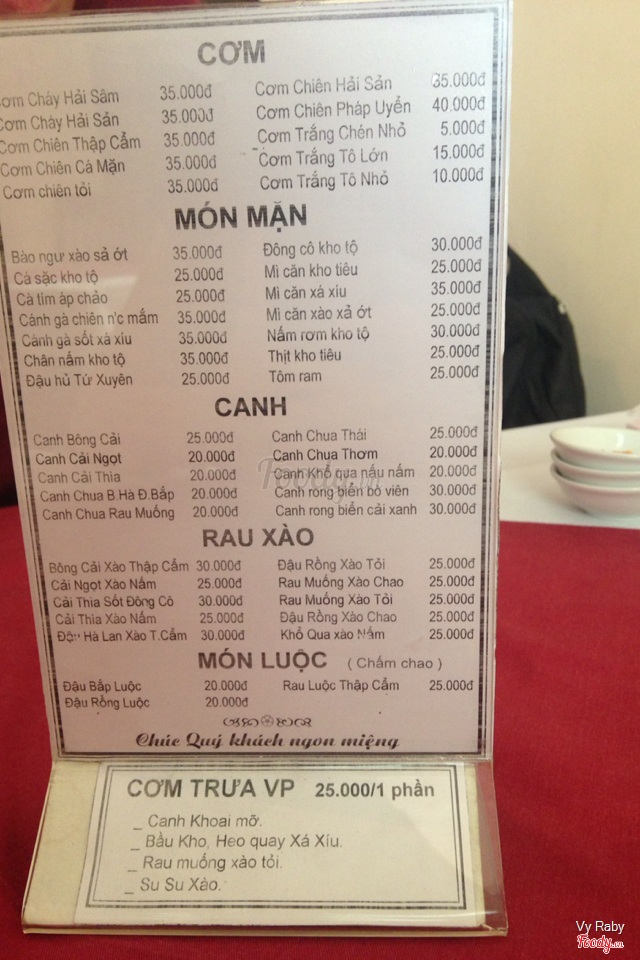 CƠM
Cơm Cháy Hải Sâm 35.000đ Cơm Chiên Hải Sản 35.000đ
Cơm Cháy Hải Sản 35.000đ Cơm Chiên Pháp Uyển 40.000đ
Cơm Chiên Thập Cẩm 35.000đ Cơm Trắng Chén Nhỏ 5.000đ
Cơm Chiên Cá Mặn 35.000đ Cơm Trắng Tô Lớn 15.000đ
Cơm chiên tỏi 35.000đ Cơm Trắng Tô Nhỏ 10.000đ
MÓN MẶN
Bào ngư xào sả ớt 35.000đ Đông cô kho tộ 30.000đ
Cá sặc kho tộ 25.000đ Mì căn kho tiêu 25.000đ
Cà tím áp chảo 25.000đ Mì căn xá xíu 35.000đ
Cánh gà chiên n'c mắm 35.000đ Mì căn xào xả ớt 25.000đ
Cánh gà sốt xá xíu 35.000đ Nấm rơm kho tộ 30.000đ
Chân nấm kho tộ 35.000đ Thịt kho tiêu 25.000đ
Đậu hủ Tứ Xuyên 25.000đ Tôm ram 25.000đ
CANH
Canh Bông Cải 25.000đ Canh Chua Thái 25.000đ
Canh Cải Ngọt 20.000đ Canh Chua Thơm 20.000đ
Canh Cải Thìa 20.000đ Canh Khổ qua nấu nấm 20.000đ
Canh Chua B.Hà Đ.Bắp 20.000đ Canh rong biển bò viên 30.000đ
Canh Chua Rau Muống 20.000đ Canh rong biển cải xanh 30.000đ
RAU XÀO
Bông Cải Xào Thập Cẩm 30.000đ Đậu Rồng Xào Tỏi 25.000đ
Cải Ngọt Xào Nấm 25.000đ Rau Muống Xào Chao 25.000đ
Cải Thìa Sốt Đông Cô 30.000đ Rau Muống Xào Tỏi 25.000đ
Cải Thìa Xào Nấm 25.000đ Đậu Rồng Xào Chao 25.000đ
Đậu Hà Lan Xào T.Cẩm 30.000đ Khổ Qua xào Nấm 25.000đ
MÓN LUỘC ( Chấm chao )
Đậu Bắp Luộc 20.000đ Rau Luộc Thập Cẩm 25.000đ
Đậu Rồng Luộc 20.000đ
Chúc Quý khách ngon miệng
CƠM TRƯA VP 25.000/1 phần
_ Canh Khoai mỡ.
_ Bầu Kho, Heo quay Xá Xíu.
- Rau muống xào tỏi.
_ Su Su Xào.
Foody.vn
Vy Raby
Foody.vn